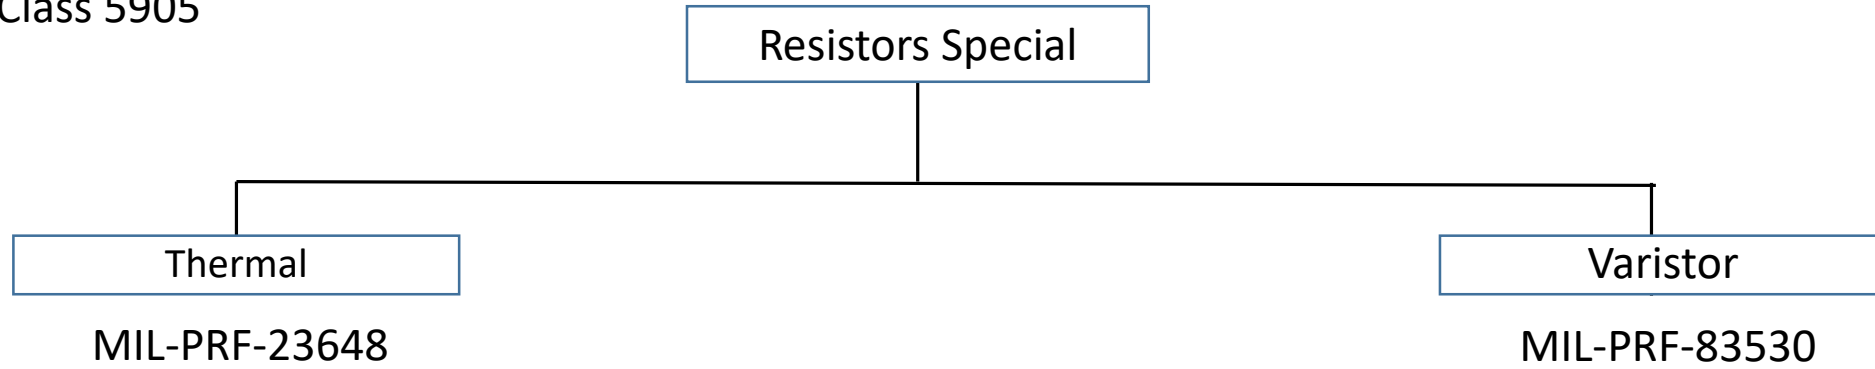 Class 5905
Resistors Special
Thermal
Varistor
MIL-PRF-23648
MIL-PRF-83530